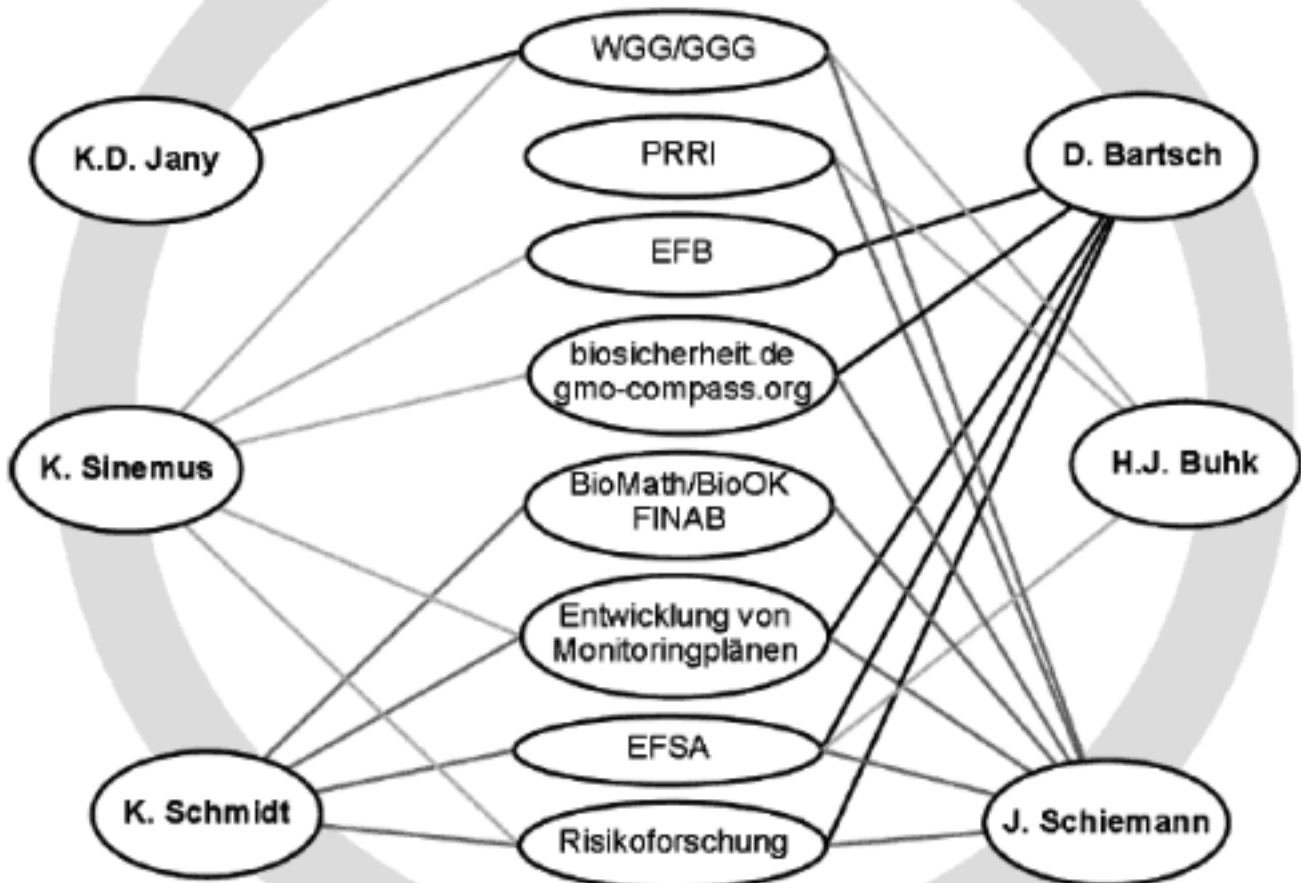 WGG/GGG
K.D. Jany
PRRI
D. Bartsch
EFB
biosicherheit.de
gmo-compass.org
K. Sinemus
H.J. Buhk
BioMath/BioOK
FINAB
Entwicklung von
Monitoringplänen
EFSA
K. Schmidt
J. Schiemann
Risikoforschung